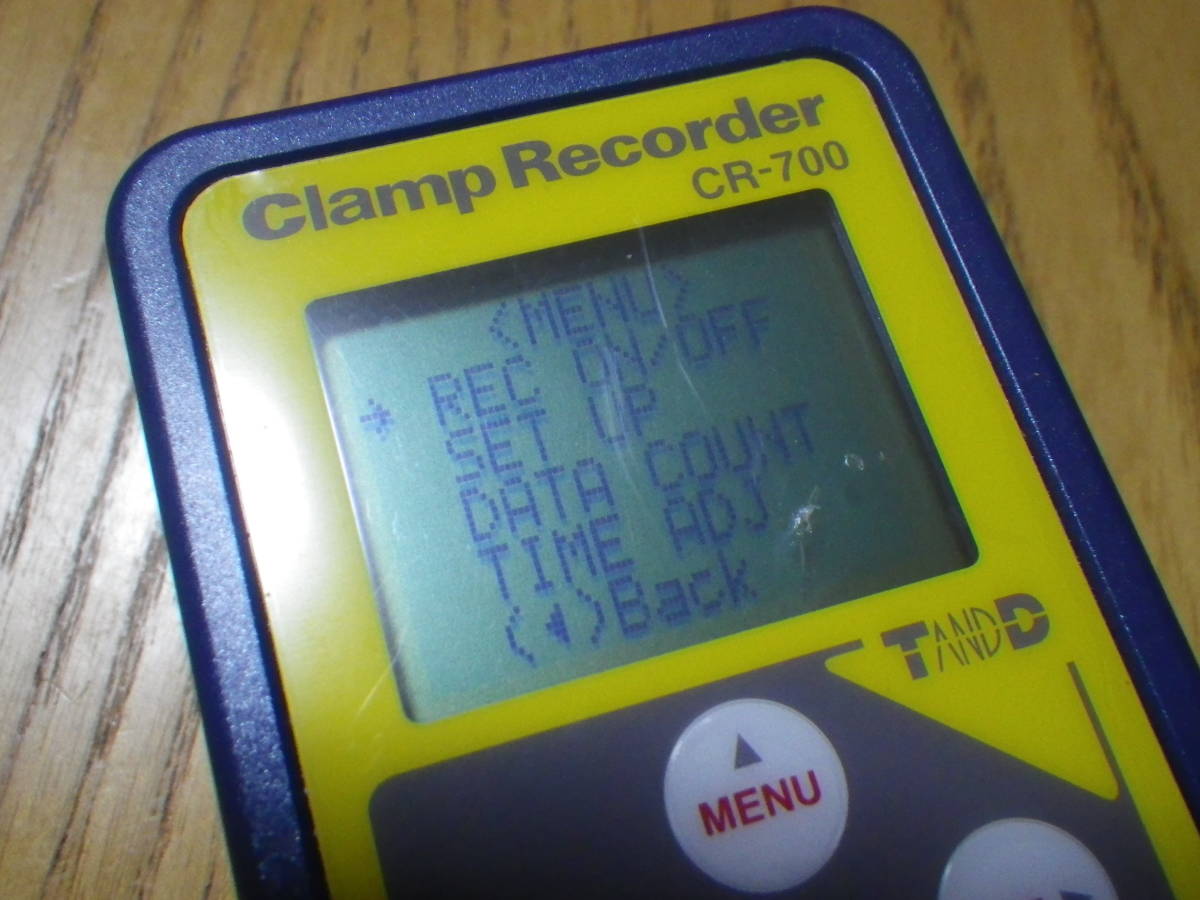 Clamp Recorder
CR-700
<MENU>
REC ON/OFF
SET UP
DATA COUNT
TIME ADJ
(◀)Back
TANDD
▲
MENU